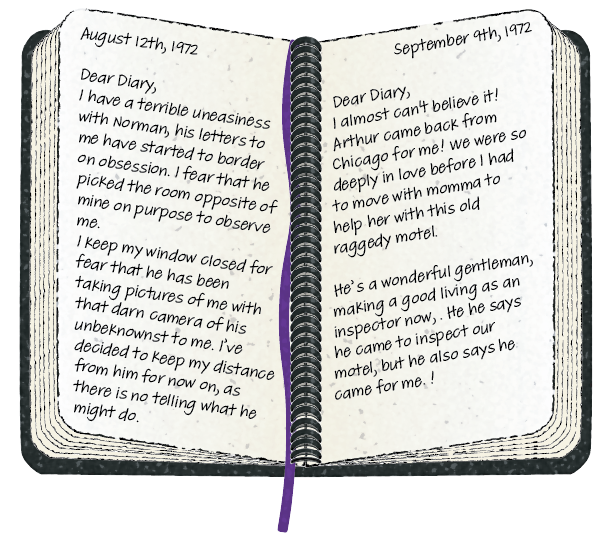 August 12th, 1972
Dear Diary,
I have a terrible uneasiness
with Norman, his letters to
me have started to border
on obsession. I fear that he
picked the room opposite of
mine on purpose to observe
me.
I keep my window closed for
fear that he has been
taking pictures of me with
that darn camera of his
unbeknownst to me. I've
decided to keep my distance
from him for now on, as
there is no telling what he
might do.
September 9th, 1972
Dear Diary,
I almost can't believe it!
Arthur came back from
Chicago for me! We were so
deeply in love before I had
to move with momma to
help her with this old
raggedy motel.
He's a wonderful gentleman,
making a good living as an
inspector now, . He he says
he came to inspect our
motel, but he also says he
came for me. !